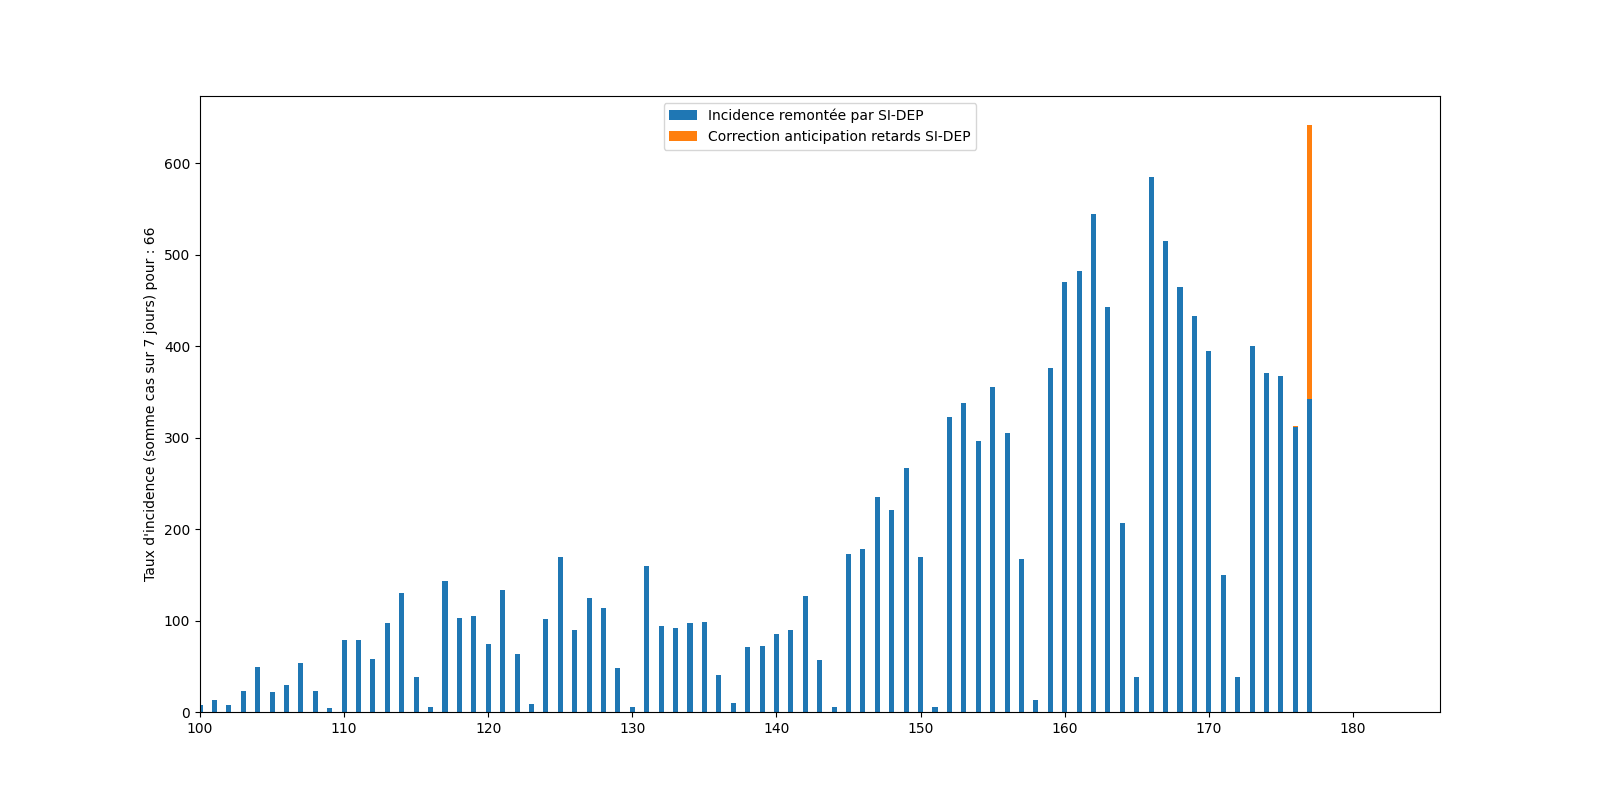 Incidence remontée par SI-DEP
Correction anticipation retards SI-DEP
Taux d'incidence (somme cas sur 7 jours) pour : 66
600
500
400
300
200
100
0
100 110 120 130 140 150 160 170 180